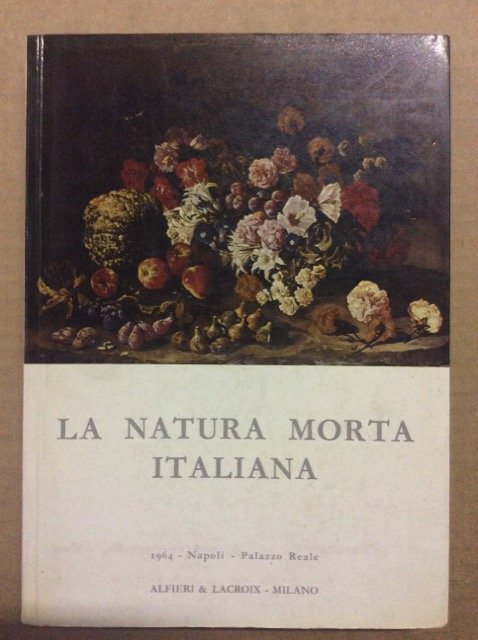 LA NATURA MORTA
ITALIANA
1964 - Napoli - Palazzo Reale
ALFIERI & LACROIX - MILANO